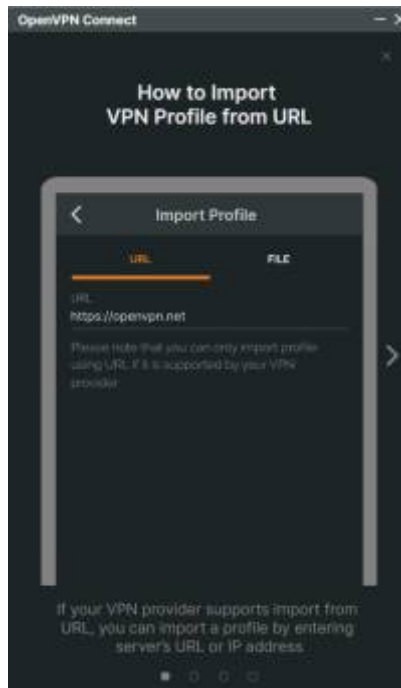 OpenVPN Connect
How to Import
VPN Profile from URL
Import Profile
URL
FILE
URL
https://openvpn.net
Please note that you can only import profile
using URL if it is supported by your VPN
provider
If your VPN provider supports import from
URL, you can import a profile by entering
server's URL or IP address